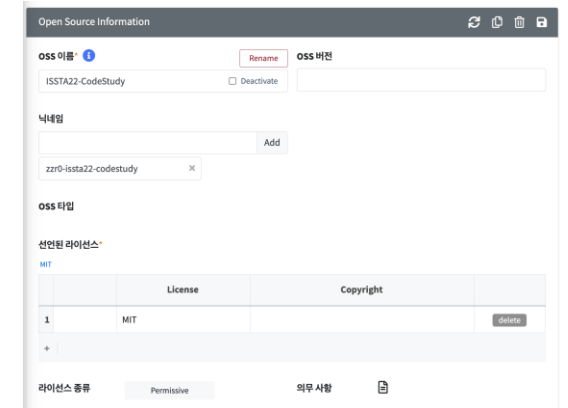 Open Source Information
OSS 이름* Rename OSS 버전
ISSTA22-CodeStudy Deactivate
닉네임
Add
zzr0-issta22-codestudy ×
OSS 타입
선언된 라이선스*
MIT
License Copyright
1 MIT delete
+
라이선스 종류 Permissive 의무 사항